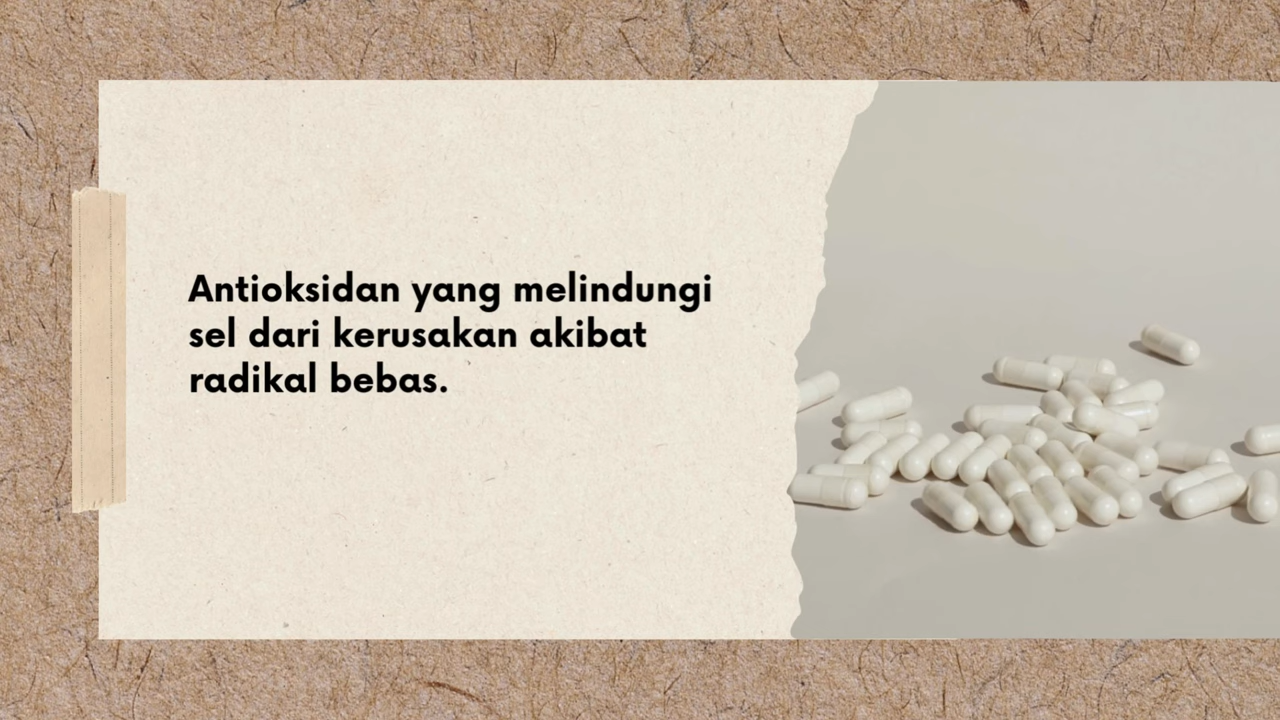 Antioksidan yang melindungi
sel dari kerusakan akibat
radikal bebas.